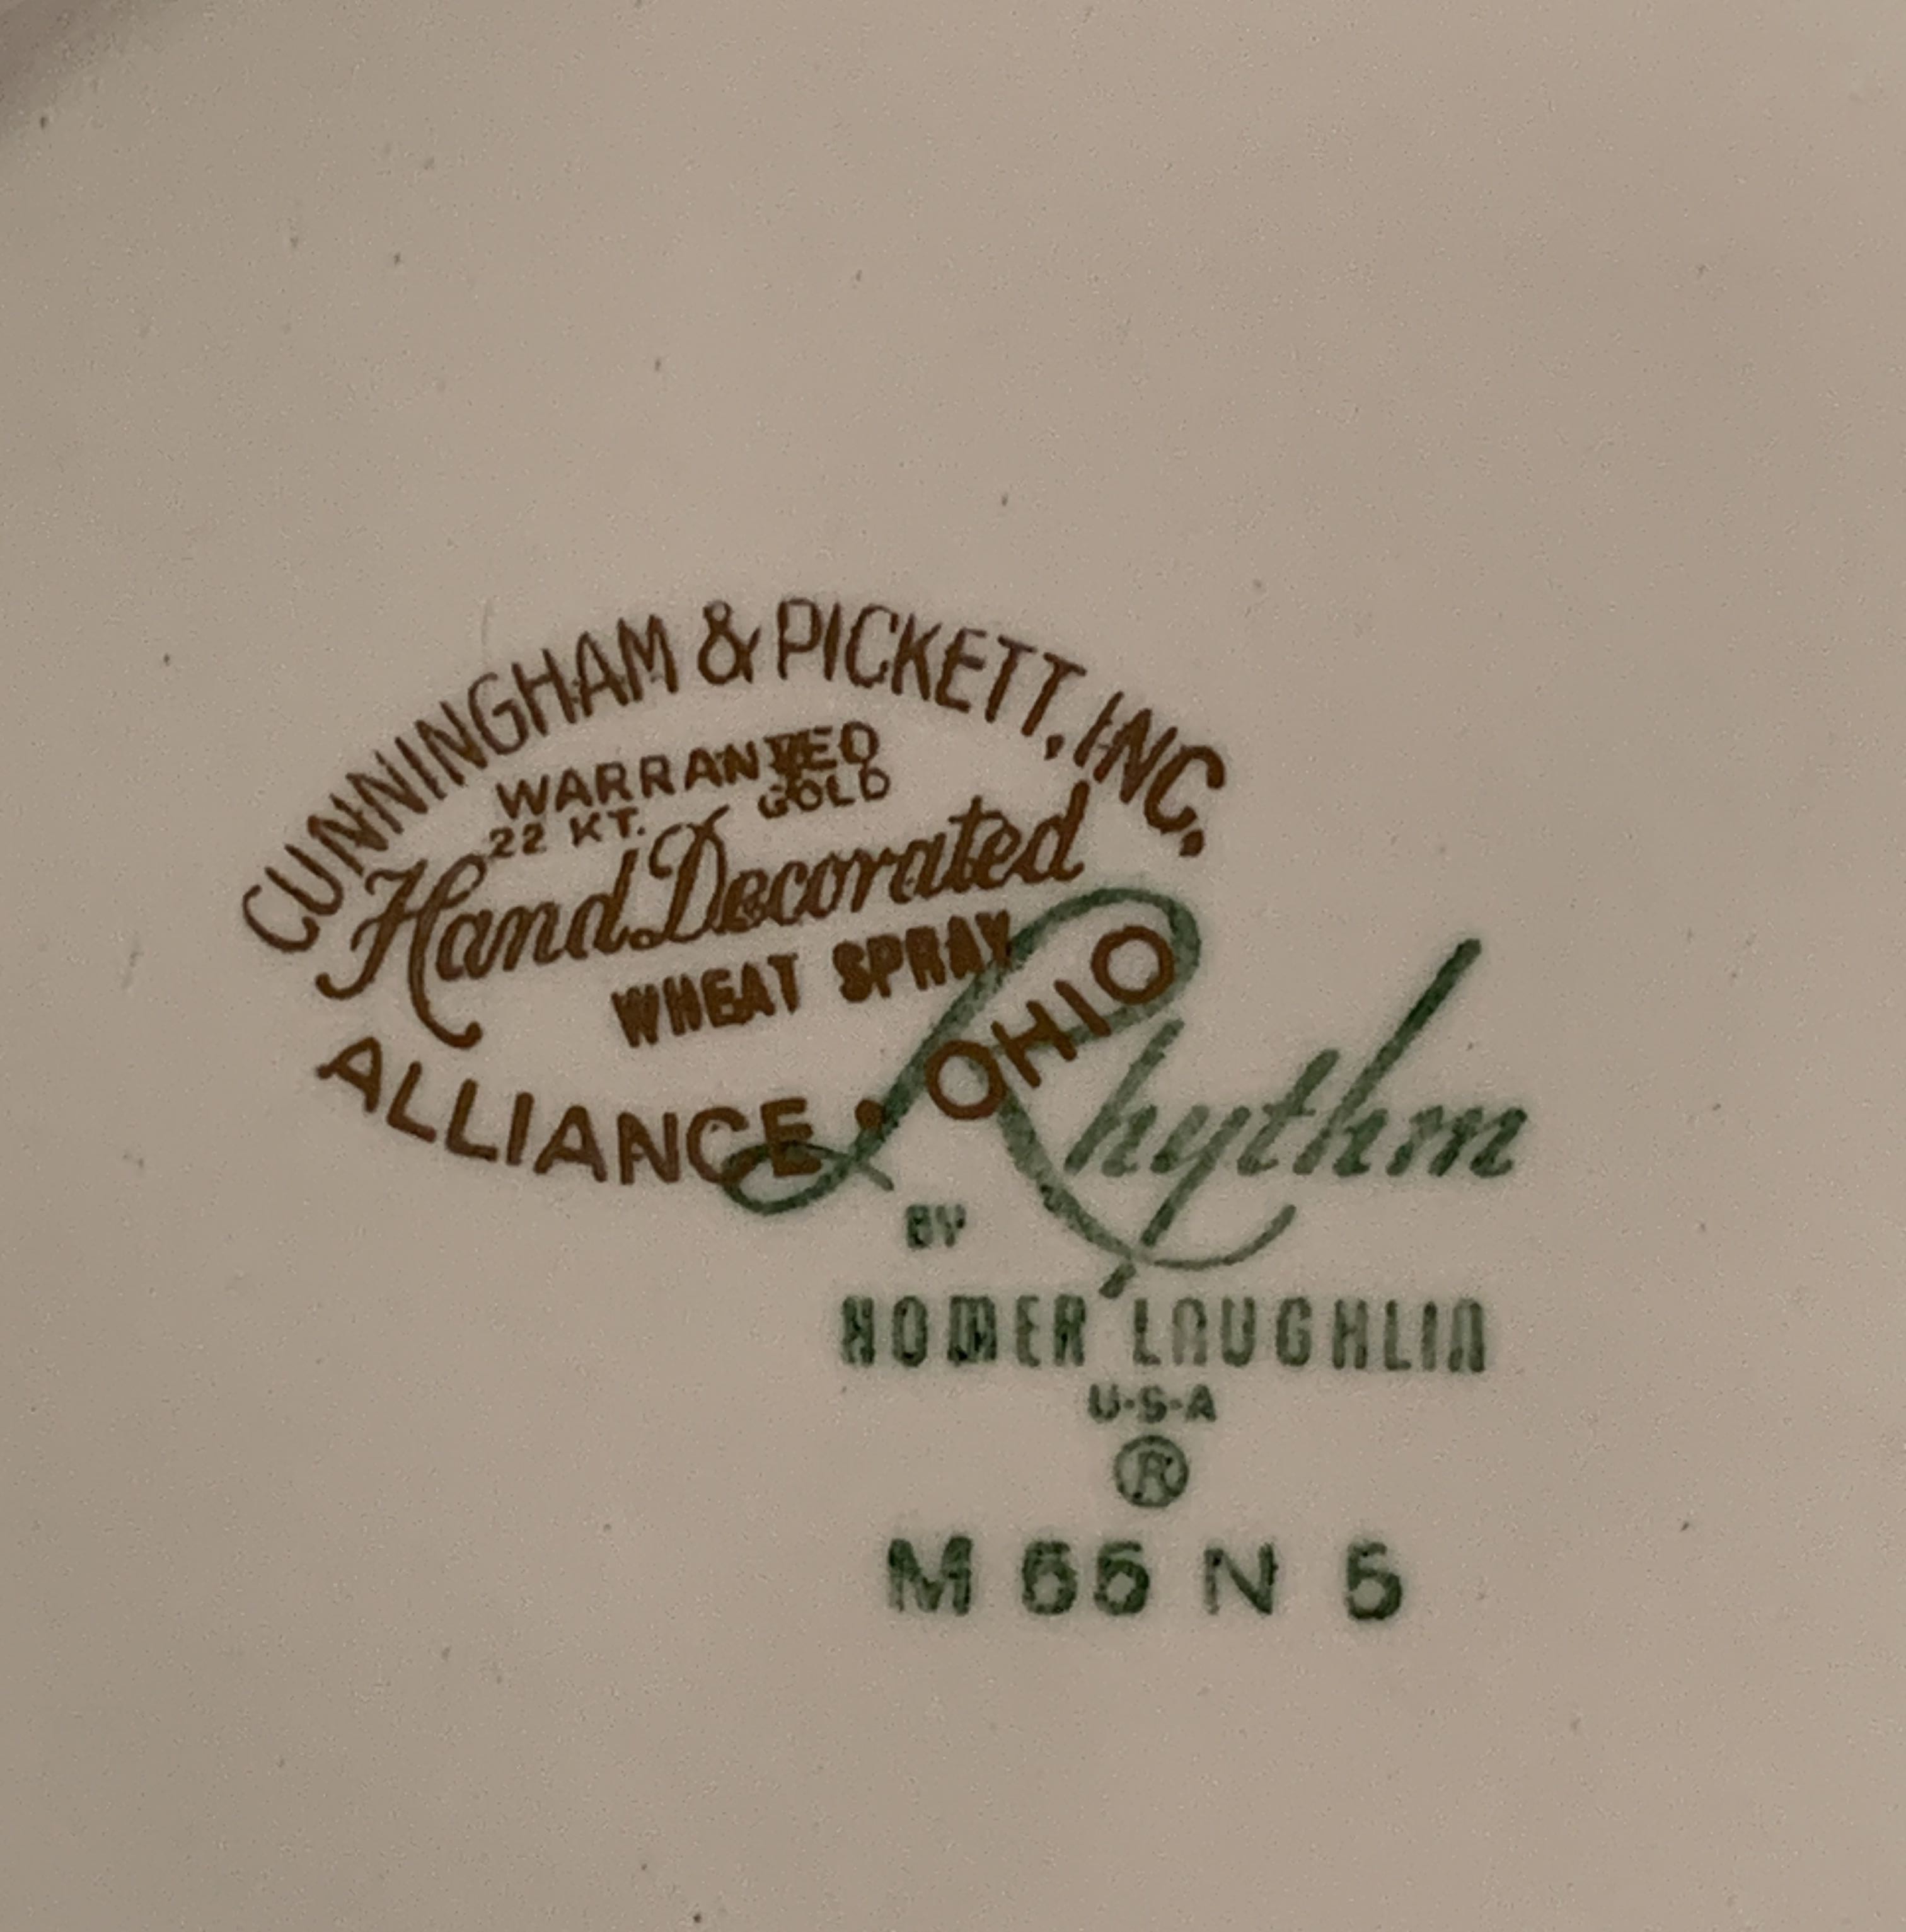 CUNNINGHAM & PICKETT, INC.
WARRANTED
22 KT. GOLD
Hand Decorated
WHEAT SPRAY
ALLIANCE • OHIO
Rhythm
BY
HOMER LAUGHLIN
U·S·A
®
M 55 N 5